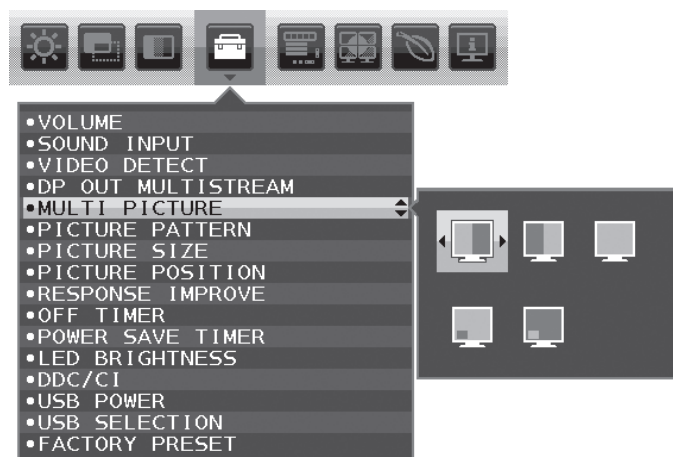 •VOLUME
•SOUND INPUT
•VIDEO DETECT
•DP OUT MULTISTREAM
•MULTI PICTURE
•PICTURE PATTERN
•PICTURE SIZE
•PICTURE POSITION
•RESPONSE IMPROVE
•OFF TIMER
•POWER SAVE TIMER
•LED BRIGHTNESS
•DDC/CI
•USB POWER
•USB SELECTION
•FACTORY PRESET